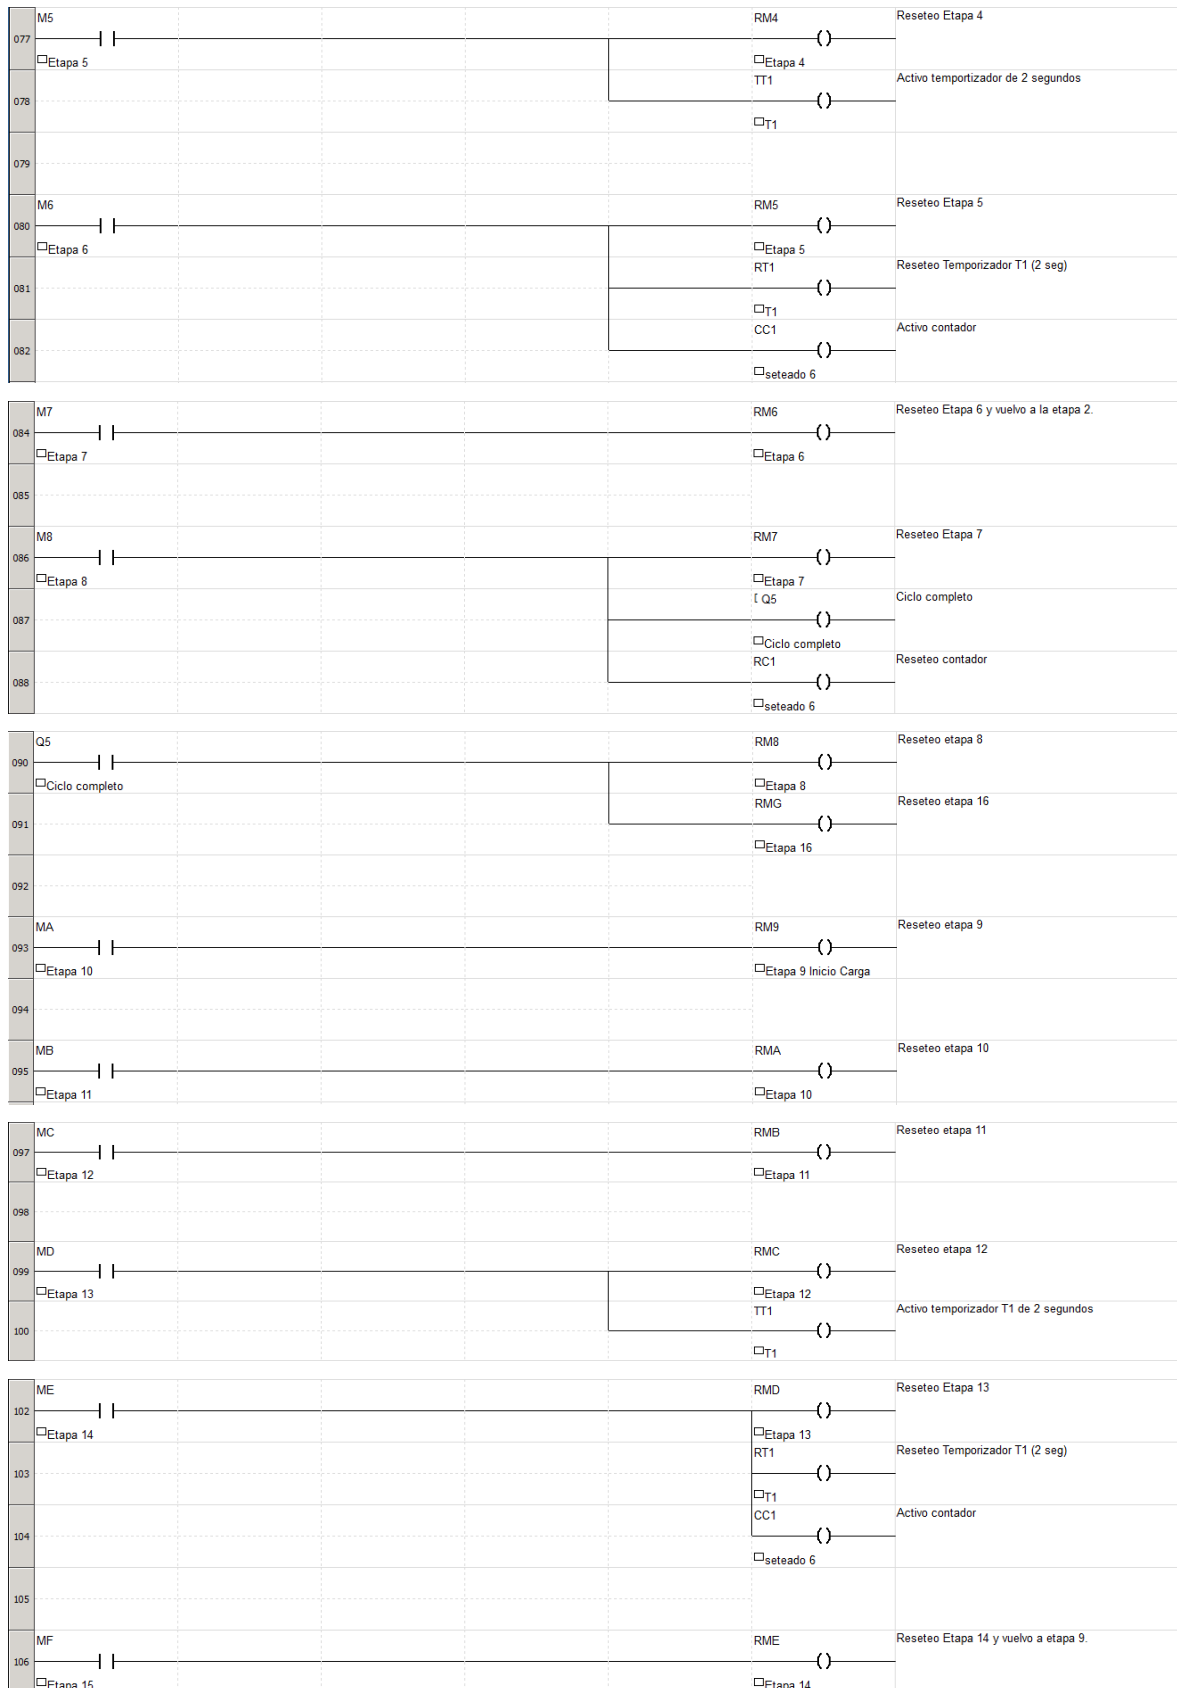 M5 RM4 Reseteo Etapa 4
077
Etapa 5 Etapa 4
TT1 Activo temportizador de 2 segundos
078
T1
079
M6 RM5 Reseteo Etapa 5
080
Etapa 6 Etapa 5
RT1 Reseteo Temporizador T1 (2 seg)
081
T1
CC1 Activo contador
082
seteado 6
M7 RM6 Reseteo Etapa 6 y vuelvo a la etapa 2.
084
Etapa 7 Etapa 6
085
M8 RM7 Reseteo Etapa 7
086
Etapa 8 Etapa 7
[ Q5 Ciclo completo
087
Ciclo completo
RC1 Reseteo contador
088
seteado 6
Q5 RM8 Reseteo etapa 8
090
Ciclo completo Etapa 8
RMG Reseteo etapa 16
091
Etapa 16
092
MA RM9 Reseteo etapa 9
093
Etapa 10 Etapa 9 Inicio Carga
094
MB RMA Reseteo etapa 10
095
Etapa 11 Etapa 10
MC RMB Reseteo etapa 11
097
Etapa 12 Etapa 11
098
MD RMC Reseteo etapa 12
099
Etapa 13 Etapa 12
TT1 Activo temporizador T1 de 2 segundos
100
T1
ME RMD Reseteo Etapa 13
102
Etapa 14 Etapa 13
RT1 Reseteo Temporizador T1 (2 seg)
103
T1
CC1 Activo contador
104
seteado 6
105
MF RME Reseteo Etapa 14 y vuelvo a etapa 9.
106
Etapa 15 Etapa 14